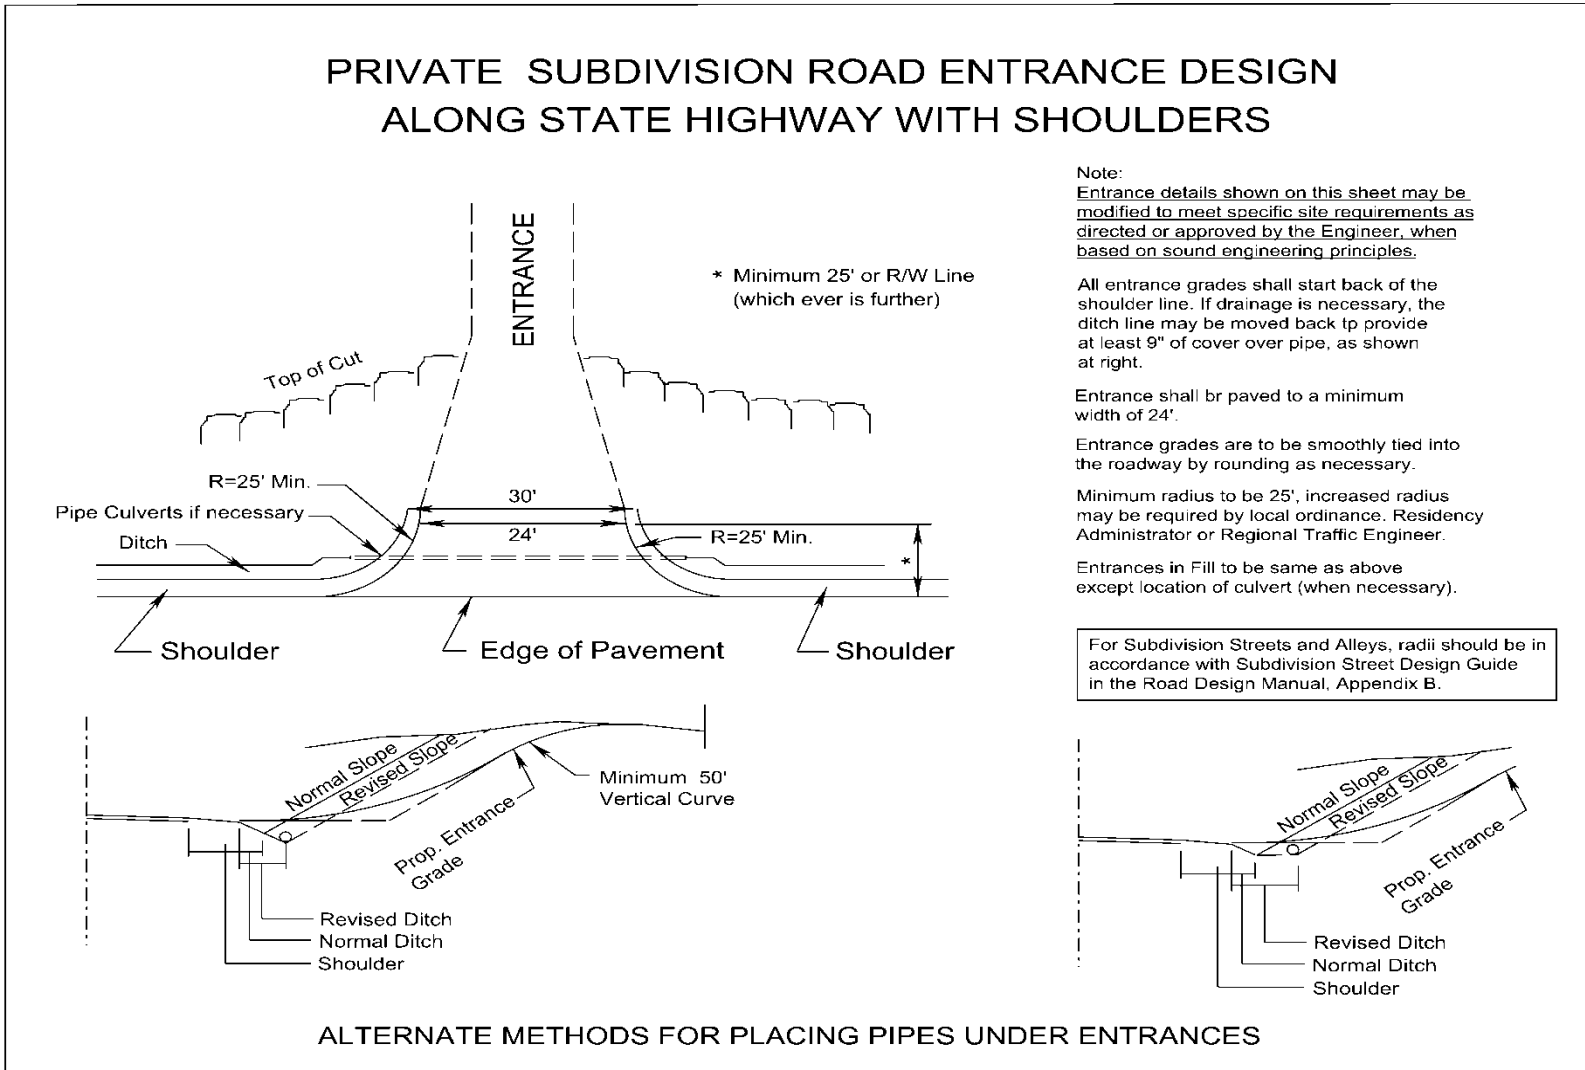 PRIVATE SUBDIVISION ROAD ENTRANCE DESIGN
ALONG STATE HIGHWAY WITH SHOULDERS
Note:
Entrance details shown on this sheet may be
modified to meet specific site requirements as
directed or approved by the Engineer, when
based on sound engineering principles.
All entrance grades shall start back of the
shoulder line. If drainage is necessary, the
ditch line may be moved back tp provide
at least 9" of cover over pipe, as shown
at right.
Entrance shall br paved to a minimum
width of 24'.
Entrance grades are to be smoothly tied into
the roadway by rounding as necessary.
Minimum radius to be 25', increased radius
may be required by local ordinance. Residency
Administrator or Regional Traffic Engineer.
Entrances in Fill to be same as above
except location of culvert (when necessary).
For Subdivision Streets and Alleys, radii should be in
accordance with Subdivision Street Design Guide
in the Road Design Manual, Appendix B.
ENTRANCE
* Minimum 25' or R/W Line
(which ever is further)
Top of Cut
R=25' Min.
30'
Pipe Culverts if necessary
24'
R=25' Min.
Ditch
*
Shoulder
Edge of Pavement
Shoulder
Normal Slope
Revised Slope
Minimum 50'
Vertical Curve
Prop. Entrance
Grade
Revised Ditch
Normal Ditch
Shoulder
Normal Slope
Revised Slope
Prop. Entrance
Grade
Revised Ditch
Normal Ditch
Shoulder
ALTERNATE METHODS FOR PLACING PIPES UNDER ENTRANCES